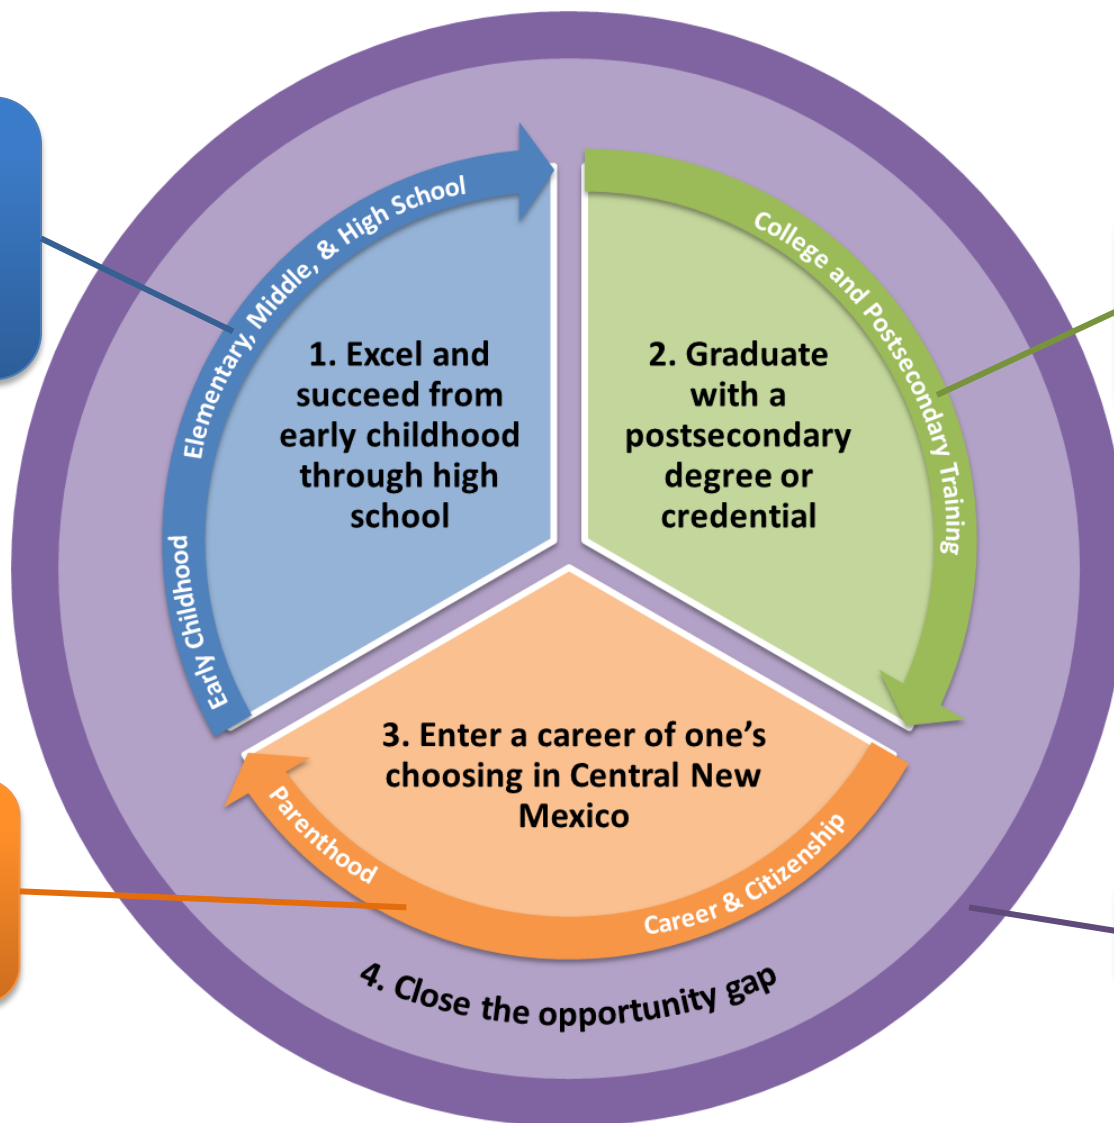 Elementary, Middle, & High School
Early Childhood
1. Excel and
succeed from
early childhood
through high
school
College and Postsecondary Training
2. Graduate
with a
postsecondary
degree or
credential
3. Enter a career of one’s
choosing in Central New
Mexico
Parenthood
Career & Citizenship
4. Close the opportunity gap